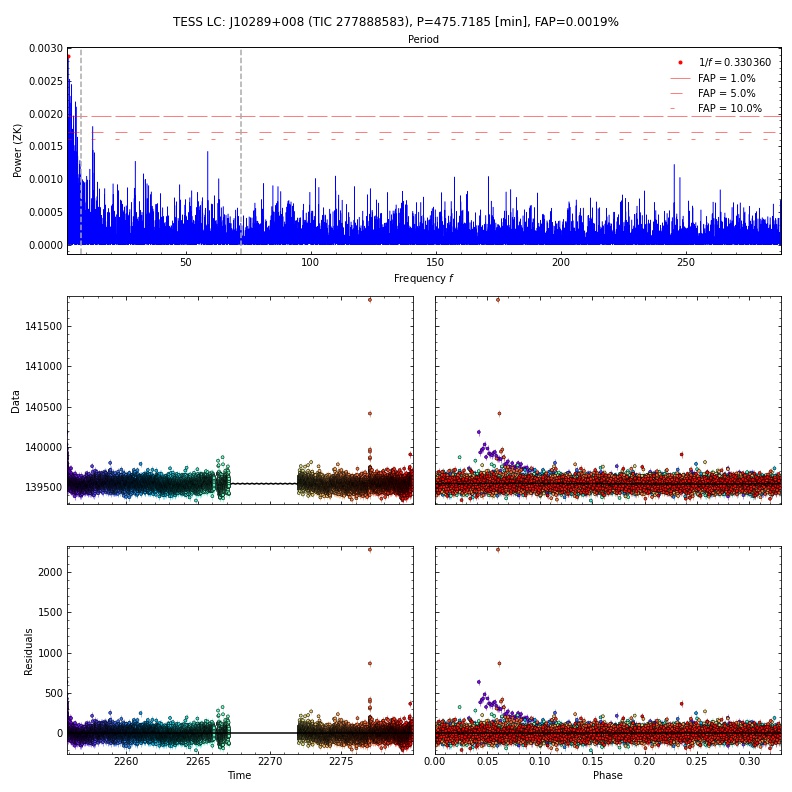 TESS LC: J10289+008 (TIC 277888583), P=475.7185 [min], FAP=0.0019%
Period
0.0030
0.0025
0.0020
0.0015
0.0010
0.0005
0.0000
Power (ZK)
1/f = 0.330360
FAP = 1.0%
FAP = 5.0%
FAP = 10.0%
50
100
150
200
250
Frequency f
141500
141000
140500
140000
139500
Data
2000
1500
1000
500
0
Residuals
2260
2265
2270
2275
Time
0.00
0.05
0.10
0.15
0.20
0.25
0.30
Phase